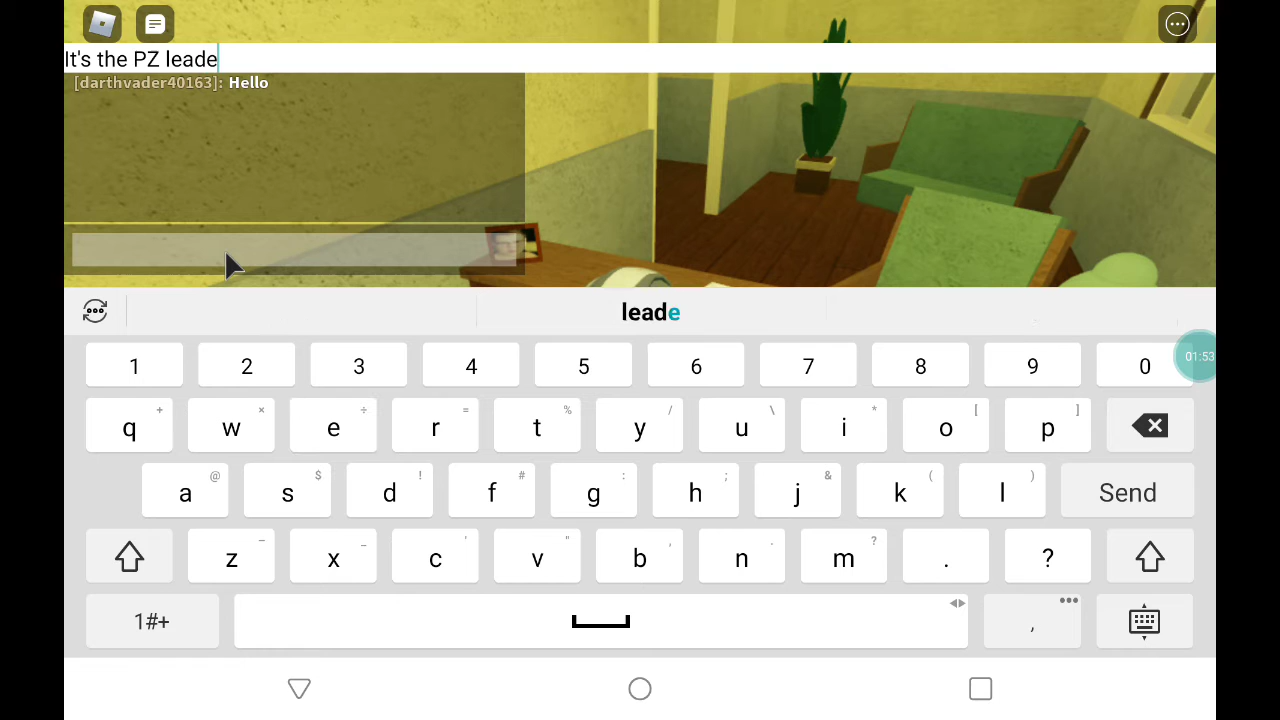 It's the PZ leade
[darthvader40163]: Hello
leade
1 2 3 4 5 6 7 8 9 0
01:53
+ × ÷ = % / \ * [ ]
q w e r t y u i o p
@ $ ! # : ; & ( )
a s d f g h j k l Send
– _ ' " , . ?
z x c v b n m . ?
1#+ ,